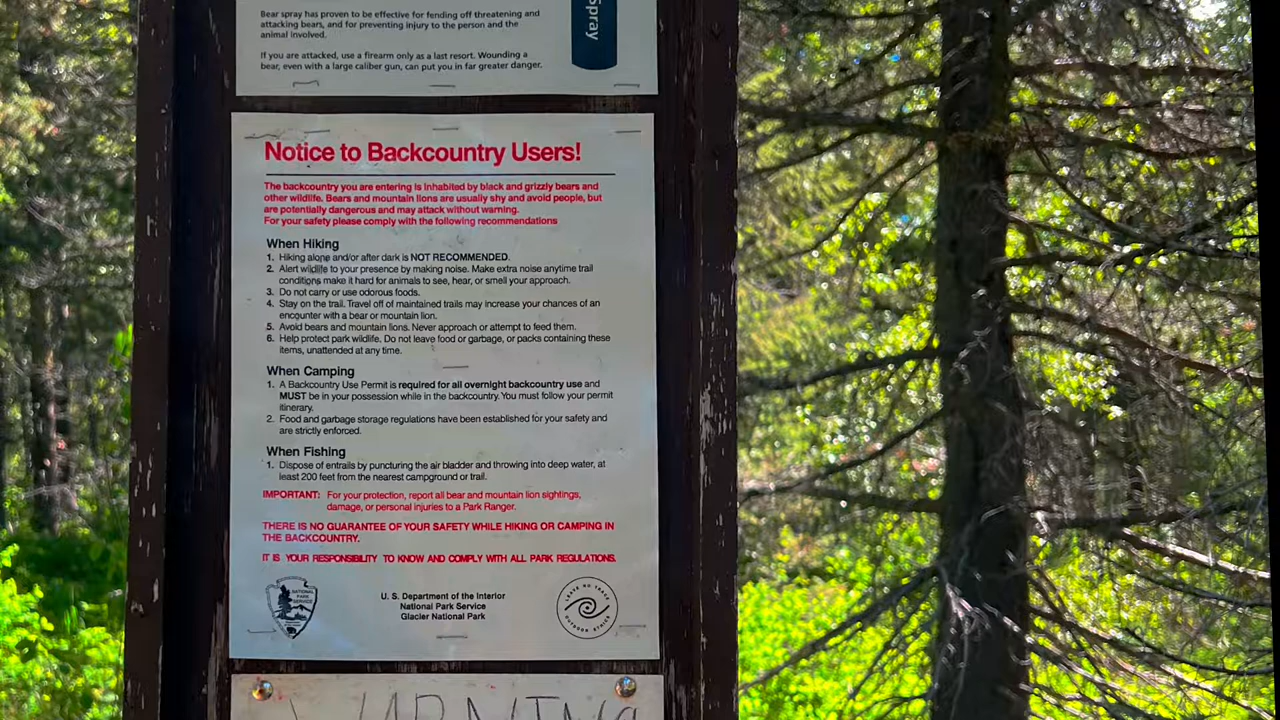 Bear spray has proven to be effective for fending off threatening and
attacking bears, and for preventing injury to the person and the
animal involved.
If you are attacked, use a firearm only as a last resort. Wounding a
bear, even with a large caliber gun, can put you in far greater danger.
Spray
Notice to Backcountry Users!
The backcountry you are entering is inhabited by black and grizzly bears and
other wildlife. Bears and mountain lions are usually shy and avoid people, but
are potentially dangerous and may attack without warning.
For your safety please comply with the following recommendations
When Hiking
1. Hiking alone and/or after dark is NOT RECOMMENDED.
2. Alert wildlife to your presence by making noise. Make extra noise anytime trail
conditions make it hard for animals to see, hear, or smell your approach.
3. Do not carry or use odorous foods.
4. Stay on the trail. Travel off of maintained trails may increase your chances of an
encounter with a bear or mountain lion.
5. Avoid bears and mountain lions. Never approach or attempt to feed them.
6. Help protect park wildlife. Do not leave food or garbage, or packs containing these
items, unattended at any time.
When Camping
1. A Backcountry Use Permit is required for all overnight backcountry use and
MUST be in your possession while in the backcountry. You must follow your permit
itinerary.
2. Food and garbage storage regulations have been established for your safety and
are strictly enforced.
When Fishing
1. Dispose of entrails by puncturing the air bladder and throwing into deep water, at
least 200 feet from the nearest campground or trail.
IMPORTANT: For your protection, report all bear and mountain lion sightings,
damage, or personal injuries to a Park Ranger.
THERE IS NO GUARANTEE OF YOUR SAFETY WHILE HIKING OR CAMPING IN
THE BACKCOUNTRY.
IT IS YOUR RESPONSIBILITY TO KNOW AND COMPLY WITH ALL PARK REGULATIONS.
NATIONAL
PARK
SERVICE
U. S. Department of the Interior
National Park Service
Glacier National Park
LEAVE NO TRACE
OUTDOOR ETHICS
WARNING